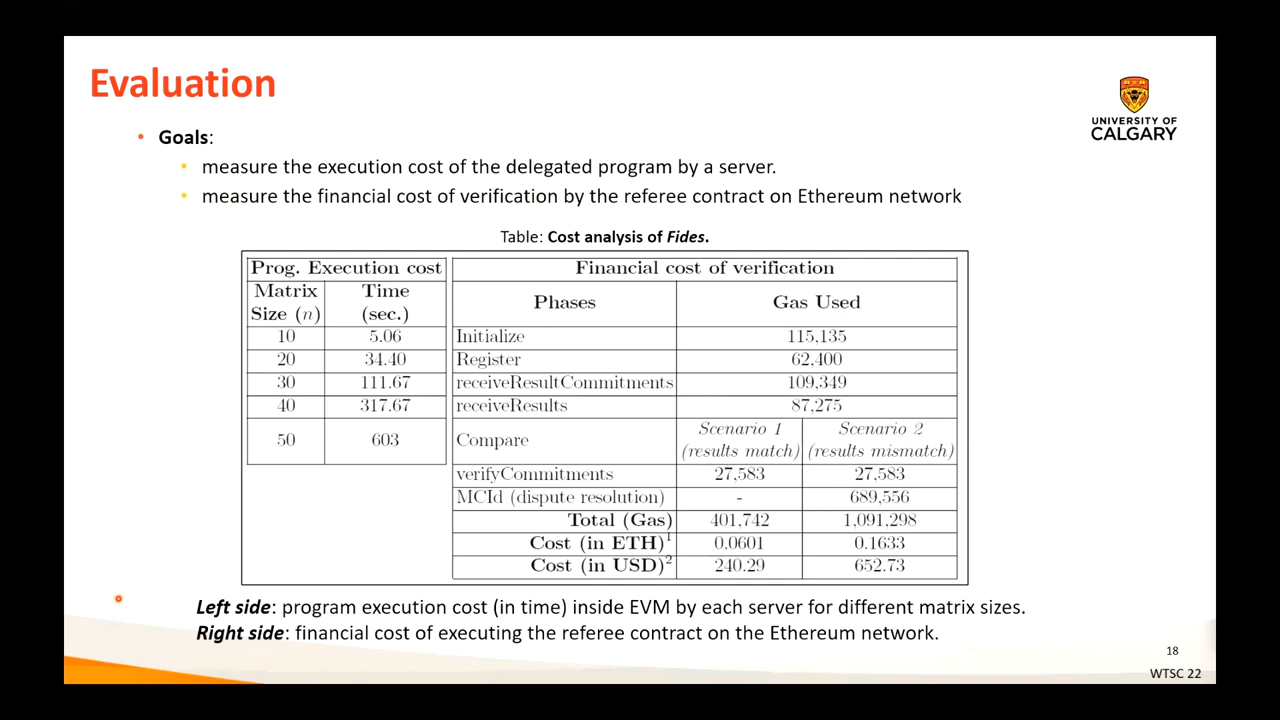 Evaluation
UNIVERSITY OF
CALGARY
• Goals:
• measure the execution cost of the delegated program by a server.
• measure the financial cost of verification by the referee contract on Ethereum network
Table: Cost analysis of Fides.
Prog. Execution cost
Matrix Size (n) Time (sec.)
10 5.06
20 34.40
30 111.67
40 317.67
50 603
Financial cost of verification
Phases Gas Used
Initialize 115,135
Register 62,400
receiveResultCommitments 109,349
receiveResults 87,275
Compare Scenario 1 (results match) Scenario 2 (results mismatch)
verifyCommitments 27,583 27,583
MCId (dispute resolution) - 689,556
Total (Gas) 401,742 1,091,298
Cost (in ETH)¹ 0.0601 0.1633
Cost (in USD)² 240.29 652.73
Left side: program execution cost (in time) inside EVM by each server for different matrix sizes.
Right side: financial cost of executing the referee contract on the Ethereum network.
18
WTSC 22